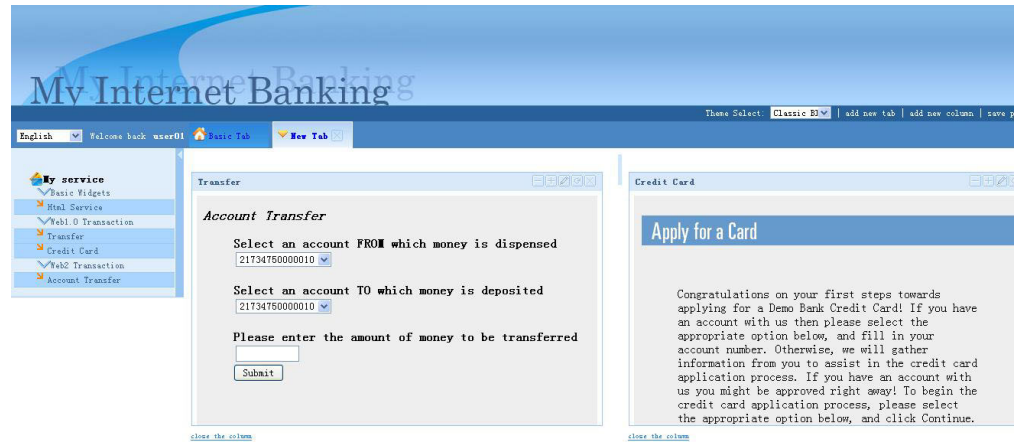 My Internet Banking
Theme Select: Classic Bl | add new tab | add new column | save p
English Welcome back user01 Basic Tab New Tab
My service
Basic Widgets
Html Service
Web1.0 Transaction
Transfer
Credit Card
Web2 Transaction
Account Transfer
Transfer
Account Transfer
Select an account FROM which money is dispensed
21734750000010
Select an account TO which money is deposited
21734750000010
Please enter the amount of money to be transferred
Submit
close the column
Credit Card
Apply for a Card
Congratulations on your first steps towards
applying for a Demo Bank Credit Card! If you have
an account with us then please select the
appropriate option below, and fill in your
account number. Otherwise, we will gather
information from you to assist in the credit card
application process. If you have an account with
us you might be approved right away! To begin the
credit card application process, please select
the appropriate option below, and click Continue.
close the column